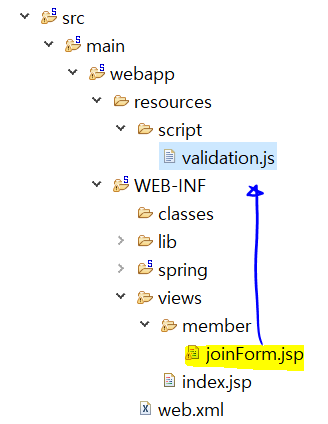 src
main
webapp
resources
script
validation.js
WEB-INF
classes
lib
spring
views
member
joinForm.jsp
index.jsp
web.xml